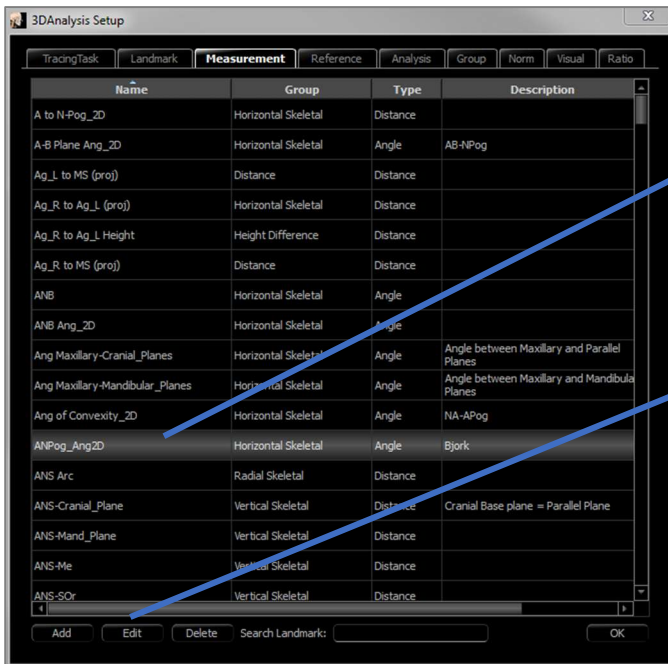 3DAnalysis Setup
TracingTask Landmark Measurement Reference Analysis Group Norm Visual Ratio
Name Group Type Description
A to N-Pog_2D Horizontal Skeletal Distance
A-B Plane Ang_2D Horizontal Skeletal Angle AB-NPog
Ag_L to MS (proj) Distance Distance
Ag_R to Ag_L (proj) Horizontal Skeletal Distance
Ag_R to Ag_L Height Height Difference Distance
Ag_R to MS (proj) Distance Distance
ANB Horizontal Skeletal Angle
ANB Ang_2D Horizontal Skeletal Angle
Ang Maxillary-Cranial_Planes Horizontal Skeletal Angle Angle between Maxillary and Parallel
Planes
Ang Maxillary-Mandibular_Planes Horizontal Skeletal Angle Angle between Maxillary and Mandibula
Planes
Ang of Convexity_2D Horizontal Skeletal Angle NA-APog
ANPog_Ang2D Horizontal Skeletal Angle Bjork
ANS Arc Radial Skeletal Distance
ANS-Cranial_Plane Vertical Skeletal Distance Cranial Base plane = Parallel Plane
ANS-Mand_Plane Vertical Skeletal Distance
ANS-Me Vertical Skeletal Distance
ANS-SOr Vertical Skeletal Distance
Add Edit Delete Search Landmark: OK